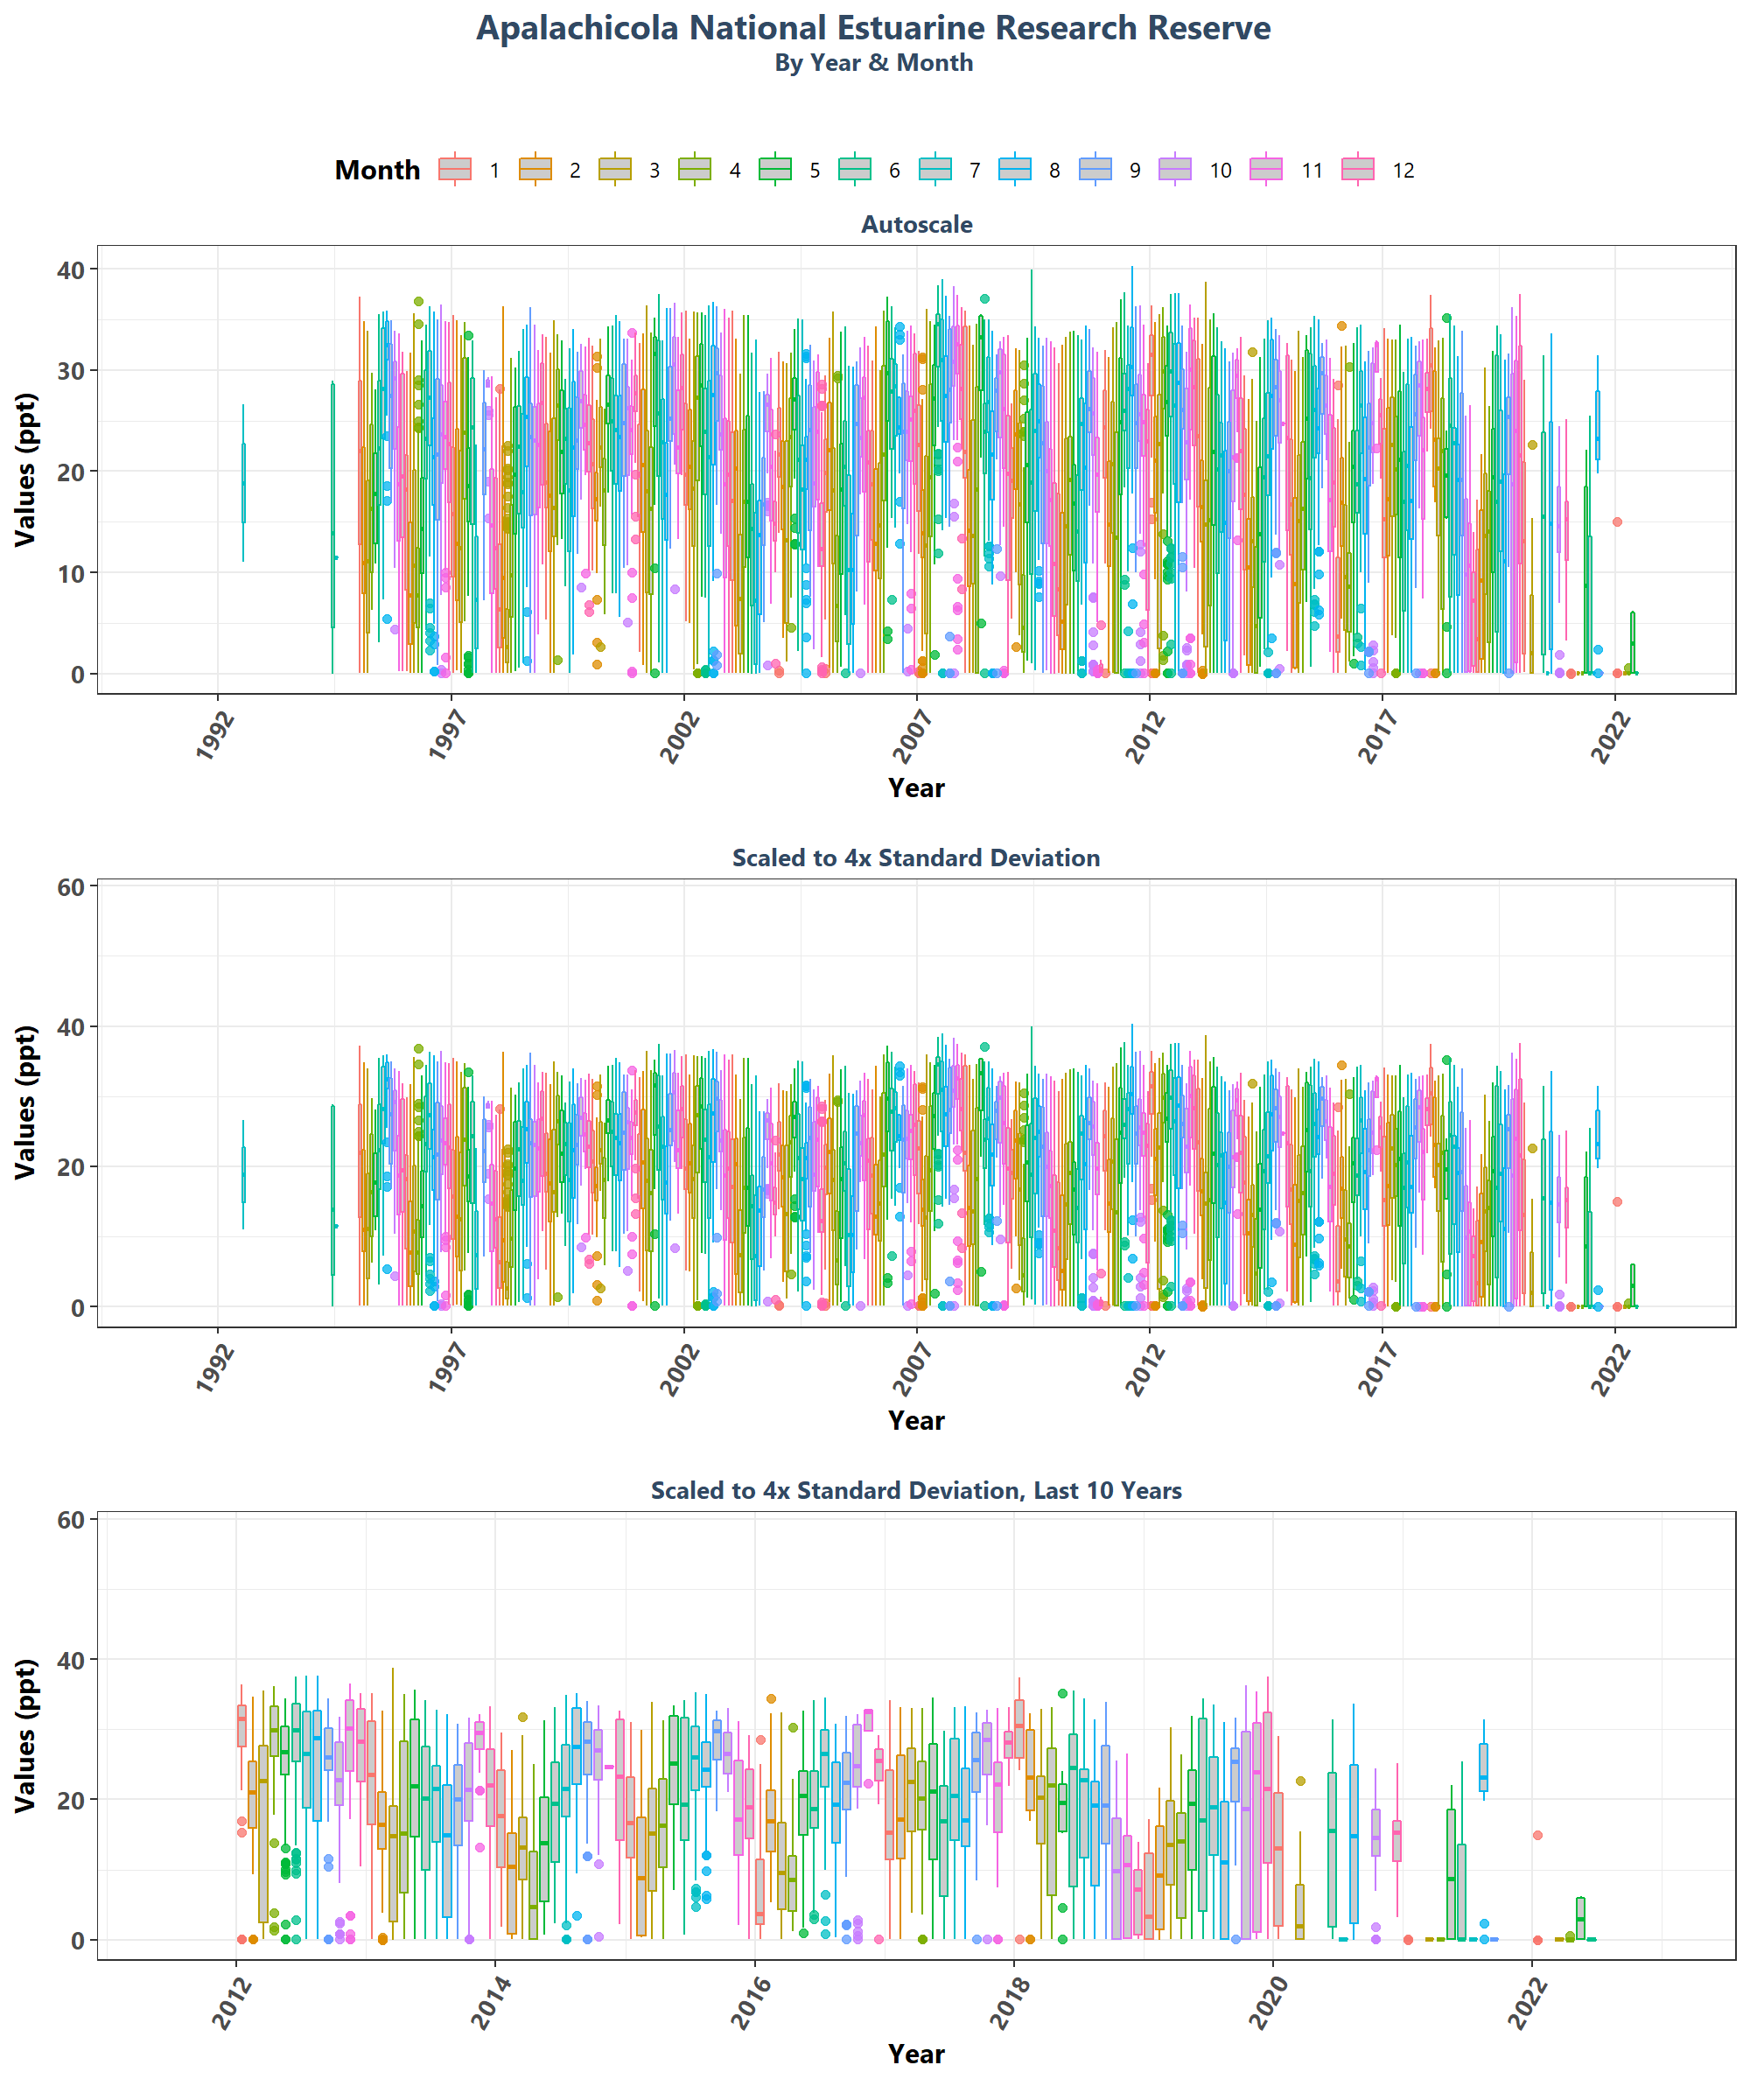 Apalachicola National Estuarine Research Reserve
By Year & Month
Month 1 2 3 4 5 6 7 8 9 10 11 12
Autoscale
Values (ppt)
40
30
20
10
0
1992 1997 2002 2007 2012 2017 2022
Year
Scaled to 4x Standard Deviation
Values (ppt)
60
40
20
0
1992 1997 2002 2007 2012 2017 2022
Year
Scaled to 4x Standard Deviation, Last 10 Years
Values (ppt)
60
40
20
0
2012 2014 2016 2018 2020 2022
Year